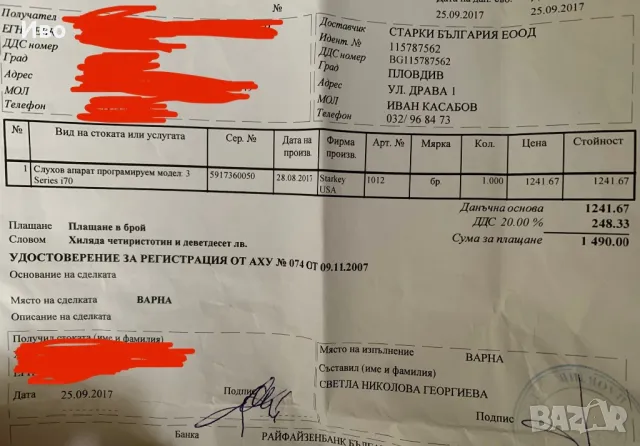 25.09.2017 25.09.2017
Получател
ЕГН
ДДС номер
Град
Адрес
МОЛ
Телефон
Доставчик СТАРКИ БЪЛГАРИЯ ЕООД
Идент. № 115787562
ДДС номер BG115787562
Град ПЛОВДИВ
Адрес УЛ. ДРАВА 1
МОЛ ИВАН КАСАБОВ
Телефон 032/ 96 84 73
№ Вид на стоката или услугата Сер. № Дата на произв. Фирма произв. Арт. № Мярка Кол. Цена Стойност
1 Слухов апарат програмируем модел. 3 Series i70 5917360050 28.08.2017 Starkey USA 1012 бр. 1.000 1241.67 1241.67
Данъчна основа 1241.67
ДДС 20.00 % 248.33
Сума за плащане 1 490.00
Плащане Плащане в брой
Словом Хиляда четиристотин и деветдесет лв.
УДОСТОВЕРЕНИЕ ЗА РЕГИСТРАЦИЯ ОТ АХУ № 074 ОТ 09.11.2007
Основание на сделката
Място на сделката ВАРНА
Описание на сделката
Получил стоката (име и фамилия)
Дата 25.09.2017 Подпис
Място на изпълнение ВАРНА
Съставил (име и фамилия)
СВЕТЛА НИКОЛОВА ГЕОРГИЕВА
Подпис
Банка РАЙФАЙЗЕНБАНК
bazar